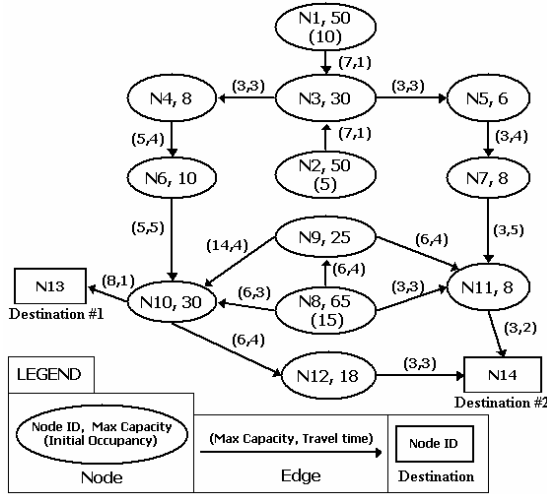 N1, 50
(10)
(7,1)
N4, 8
(3,3)
N3, 30
(3,3)
N5, 6
(5,4)
(7,1)
(3,4)
N6, 10
N2, 50
(5)
N7, 8
(5,5)
(14,4)
N9, 25
(6,4)
(3,5)
N13
Destination #1
(8,1)
N10, 30
(6,3)
(6,4)
N8, 65
(15)
(3,3)
N11, 8
(6,4)
(3,2)
N12, 18
(3,3)
N14
Destination #2
LEGEND
Node ID, Max Capacity
(Initial Occupancy)
Node
(Max Capacity, Travel time)
Edge
Node ID
Destination